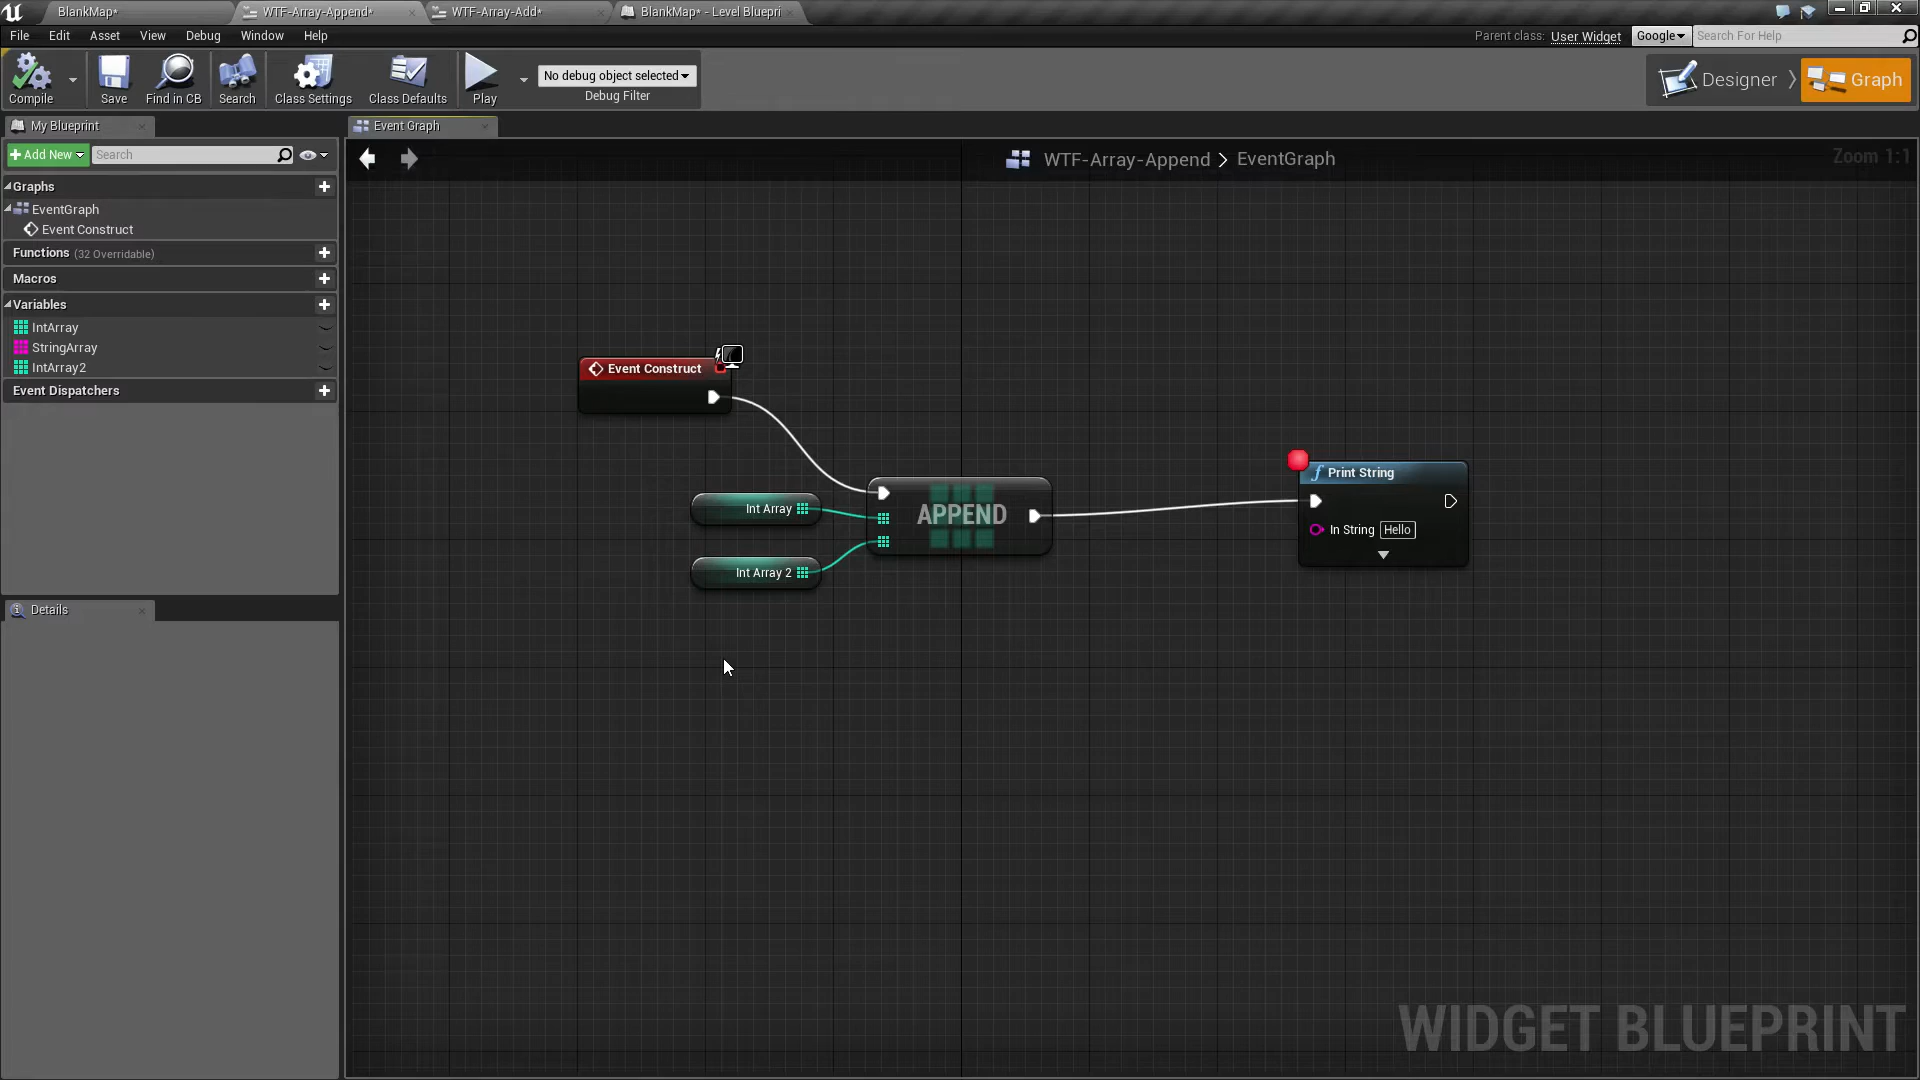 BlankMap*
WTF-Array-Append*
WTF-Array-Add*
BlankMap* - Level Bluepri
File Edit Asset View Debug Window Help
Parent class: User Widget
Google
Search For Help
Compile
Save
Find in CB
Search
Class Settings
Class Defaults
Play
No debug object selected
Debug Filter
Designer
Graph
My Blueprint
Event Graph
Add New
Search
WTF-Array-Append > EventGraph
Zoom 1:1
Graphs
EventGraph
Event Construct
Functions (32 Overridable)
Macros
Variables
IntArray
StringArray
IntArray2
Event Dispatchers
Details
Event Construct
Int Array
Int Array 2
APPEND
Print String
In String Hello
WIDGET BLUEPRINT